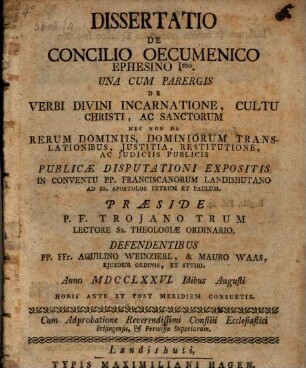 DISSERTATIO
DE
CONCILIO OECUMENICO
EPHESINO Imo.
UNA CUM PARERGIS
DE
VERBI DIVINI INCARNATIONE, CULTU
CHRISTI, AC SANCTORUM
NEC NON DE
RERUM DOMINIIS, DOMINIORUM TRANS-
LATIONIBUS, JUSTITIA, RESTITUTIONE,
AC JUDICIIS PUBLICIS
PUBLICÆ DISPUTATIONI EXPOSITIS
IN CONVENTU PP. FRANCISCANORUM LANDISHUTANO
AD SS. APOSTOLOS PETRUM ET PAULUM.
PRÆSIDE
P. F. TROJANO TRUM
LECTORE SS. THEOLOGIÆ ORDINARIO.
DEFENDENTIBUS
PP. FFr. AQUILINO WEINZIERL, & MAURO WAAS,
EJUSDEM ORDINIS, ET STUDII.
Anno MDCCLXXVI. Idibus Augusti
HORIS ANTE ET POST MERIDIEM CONSUETIS.
Cum Adprobatione Reverendissimi Consilii Ecclesiastici
Frisingensis, & Permissu Superiorum.
Landishuti,
TYPIS MAXIMILIANI HAGEN,